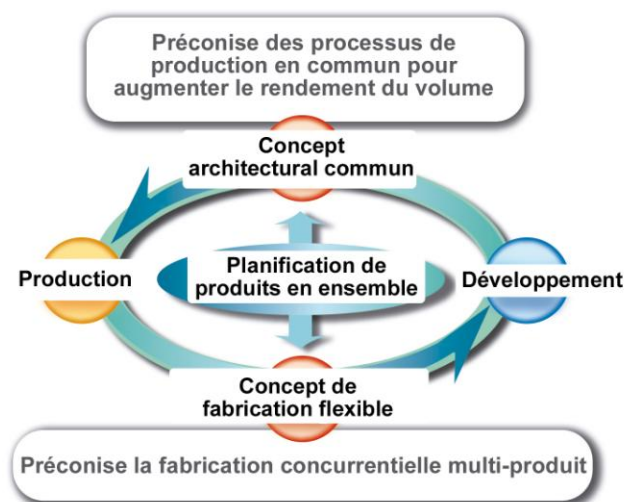 Préconise des processus de
production en commun pour
augmenter le rendement du volume
Concept
architectural commun
Production
Planification de
produits en ensemble
Développement
Concept de
fabrication flexible
Préconise la fabrication concurrentielle multi-produit